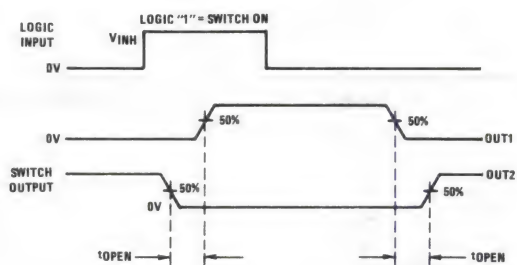 LOGIC "1" = SWITCH ON
LOGIC
INPUT
VINH
0V
50%
50%
0V
OUT1
SWITCH
OUTPUT
50%
50%
OUT2
0V
tOPEN
tOPEN